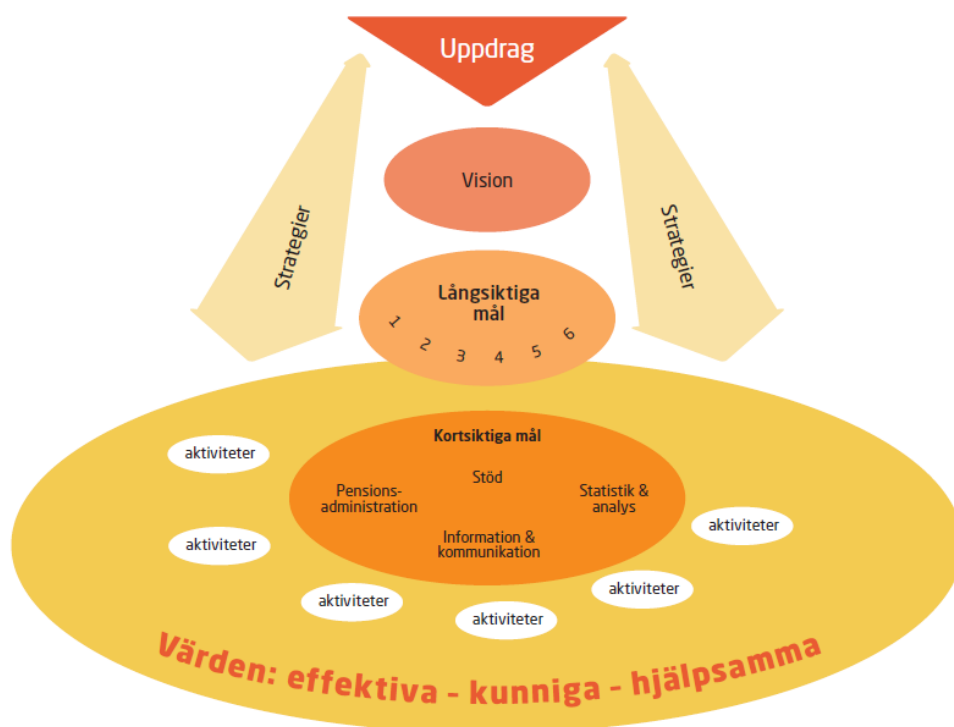 Uppdrag
Vision
Strategier
Strategier
Långsiktiga
mål
1 2 3 4 5 6
Kortsiktiga mål
Stöd
Pensions-
administration
Statistik &
analys
Information &
kommunikation
aktiviteter
aktiviteter
aktiviteter
aktiviteter
aktiviteter
aktiviteter
Värden: effektiva - kunniga - hjälpsamma